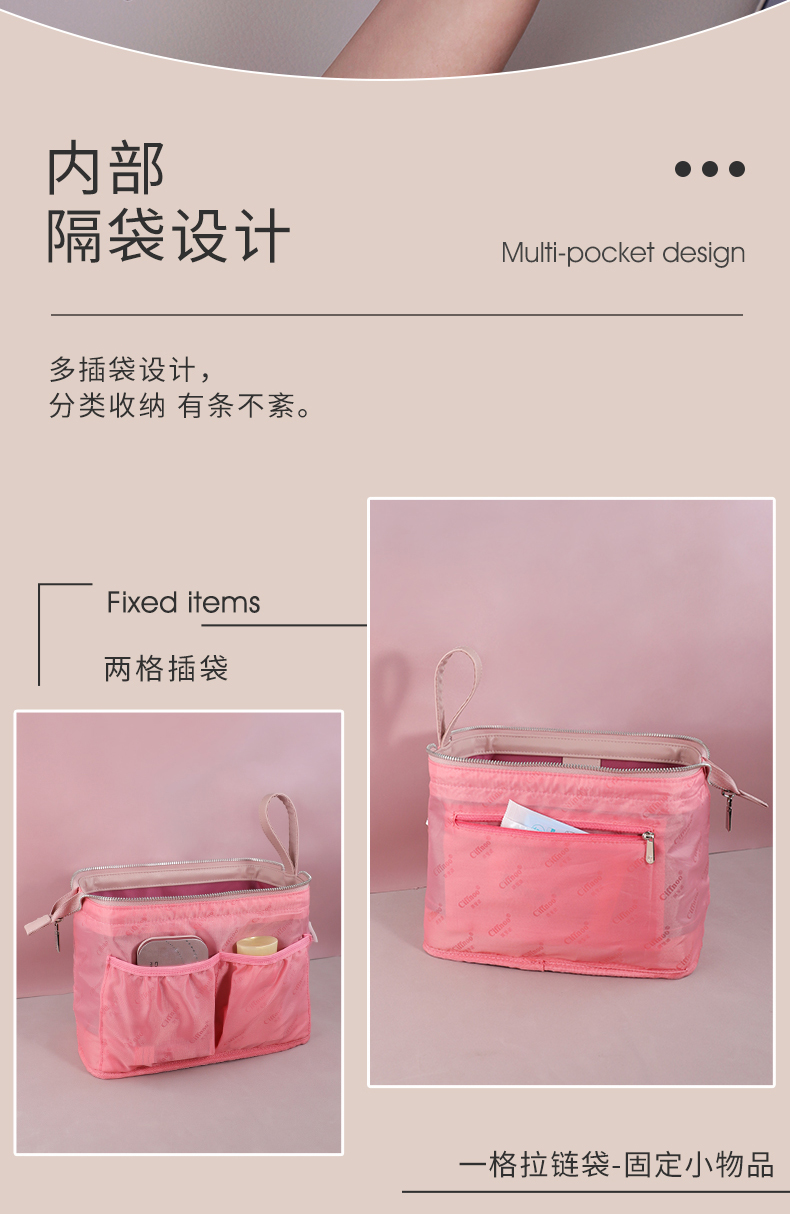 内部
隔袋设计
Multi-pocket design
多插袋设计，
分类收纳 有条不紊。
Fixed items
两格插袋
Ciffnoo
一格拉链袋-固定小物品